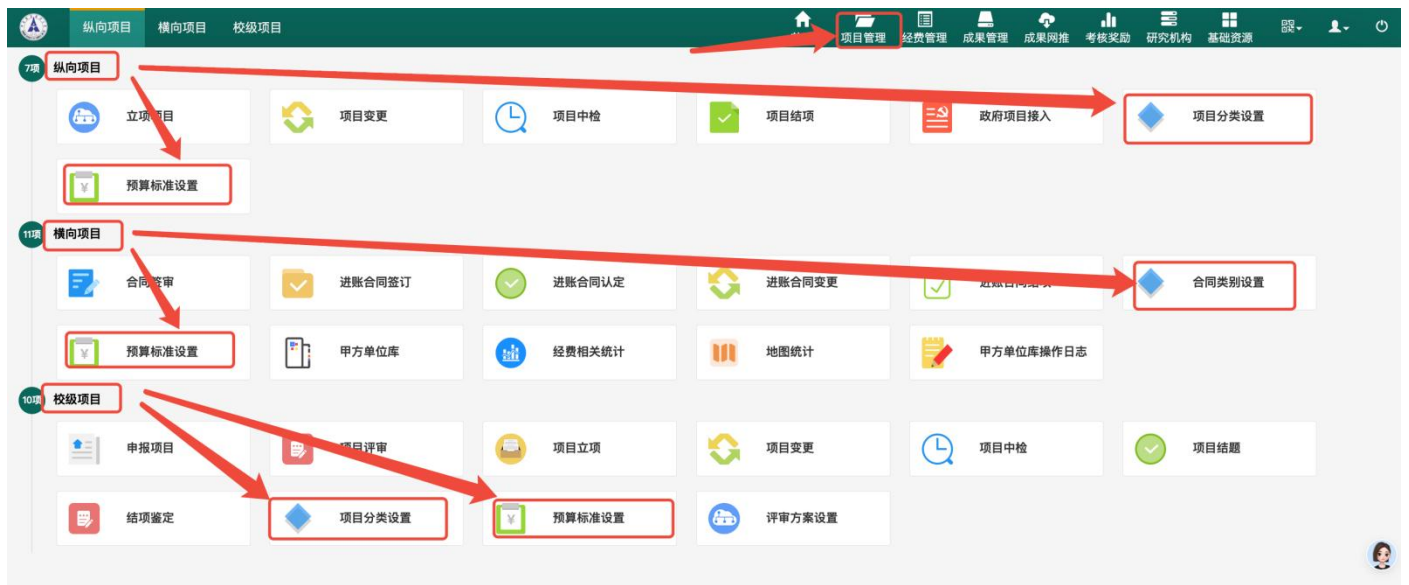 纵向项目 横向项目 校级项目
项目管理 经费管理 成果管理 成果网推 考核奖励 研究机构 基础资源
7项 纵向项目
立项项目 项目变更 项目中检 项目结项 政府项目接入 项目分类设置
¥ 预算标准设置
11项 横向项目
合同签审 进账合同签订 进账合同认定 进账合同变更 进账合同结项 合同类别设置
¥ 预算标准设置 甲方单位库 经费相关统计 地图统计 甲方单位库操作日志
10项 校级项目
申报项目 项目评审 项目立项 项目变更 项目中检 项目结题
结项鉴定 项目分类设置 ¥ 预算标准设置 评审方案设置